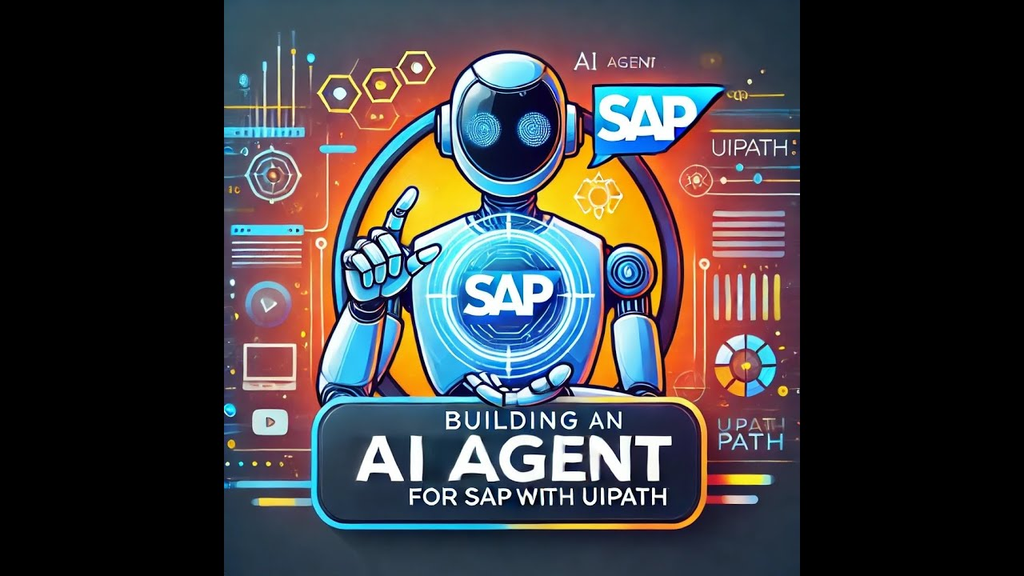 AI AGENT
SAP
UIPATH:
SAP
UPATH
PATH
BUILDING AN
AI AGENT
FOR SAP WITH UIPATH